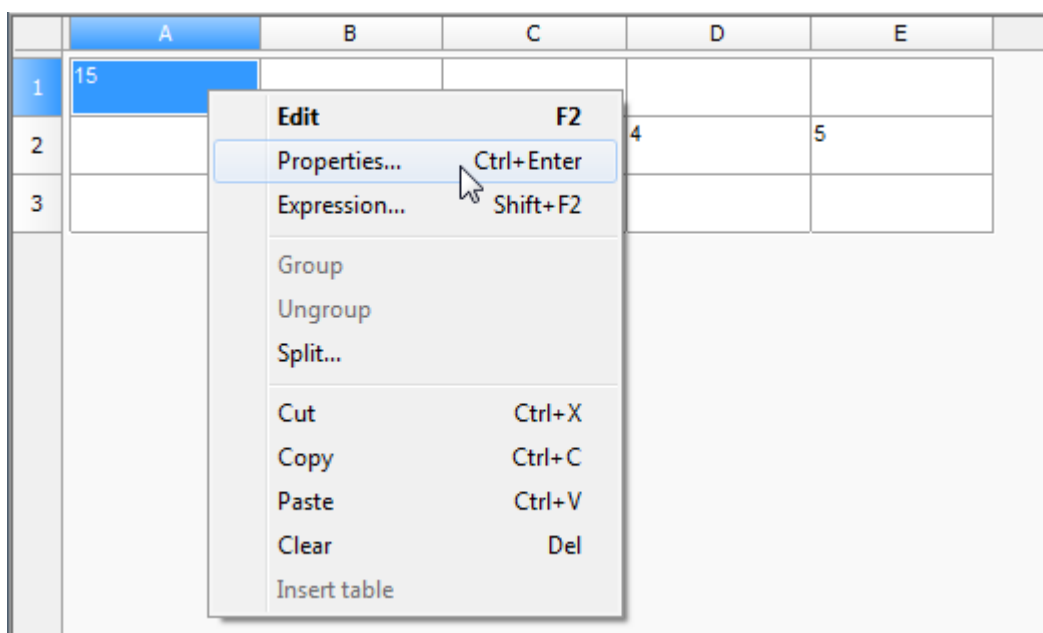 A B C D E
1 15
Edit F2
2 4 5
Properties... Ctrl+Enter
3
Expression... Shift+F2
Group
Ungroup
Split...
Cut Ctrl+X
Copy Ctrl+C
Paste Ctrl+V
Clear Del
Insert table